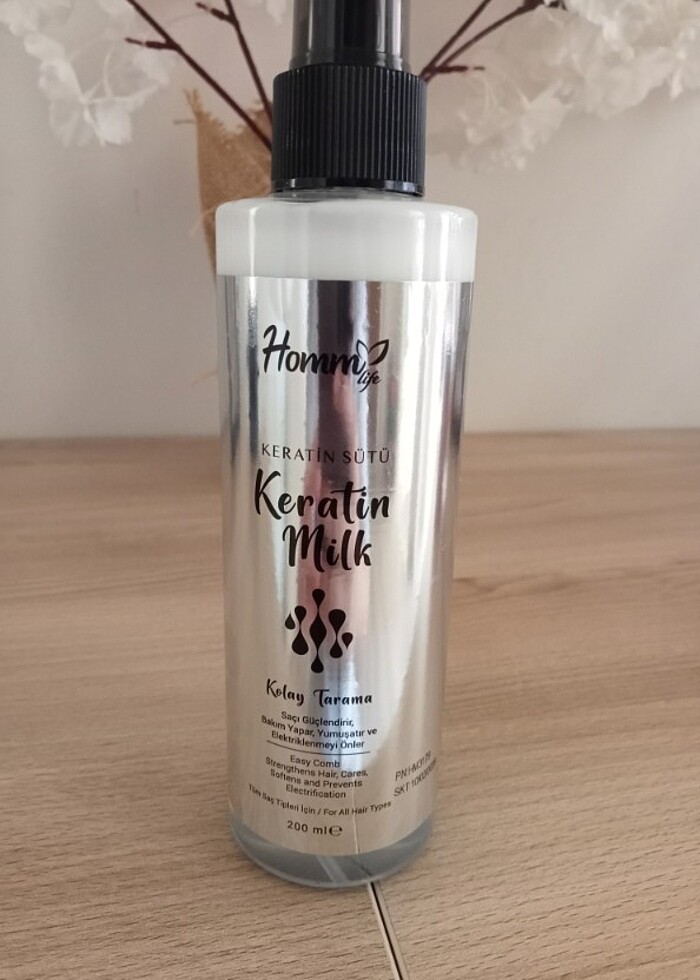 Homm
life
KERATİN SÜTÜ
Keratin
Milk
Kolay Tarama
Saçı Güçlendirir,
Bakım Yapar, Yumuşatır ve
Elektriklenmeyi Önler
Easy Comb
Strengthens Hair, Cares,
Softens and Prevents
Electrification
Tüm Saç Tipleri İçin / For All Hair Types
200 ml ℮